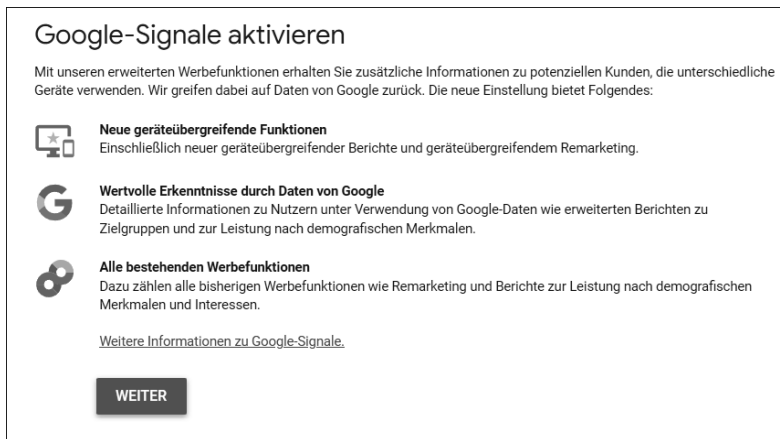 Google-Signale aktivieren
Mit unseren erweiterten Werbefunktionen erhalten Sie zusätzliche Informationen zu potenziellen Kunden, die unterschiedliche
Geräte verwenden. Wir greifen dabei auf Daten von Google zurück. Die neue Einstellung bietet Folgendes:
Neue geräteübergreifende Funktionen
Einschließlich neuer geräteübergreifender Berichte und geräteübergreifendem Remarketing.
Wertvolle Erkenntnisse durch Daten von Google
Detaillierte Informationen zu Nutzern unter Verwendung von Google-Daten wie erweiterten Berichten zu
Zielgruppen und zur Leistung nach demografischen Merkmalen.
Alle bestehenden Werbefunktionen
Dazu zählen alle bisherigen Werbefunktionen wie Remarketing und Berichte zur Leistung nach demografischen
Merkmalen und Interessen.
Weitere Informationen zu Google-Signale.
WEITER